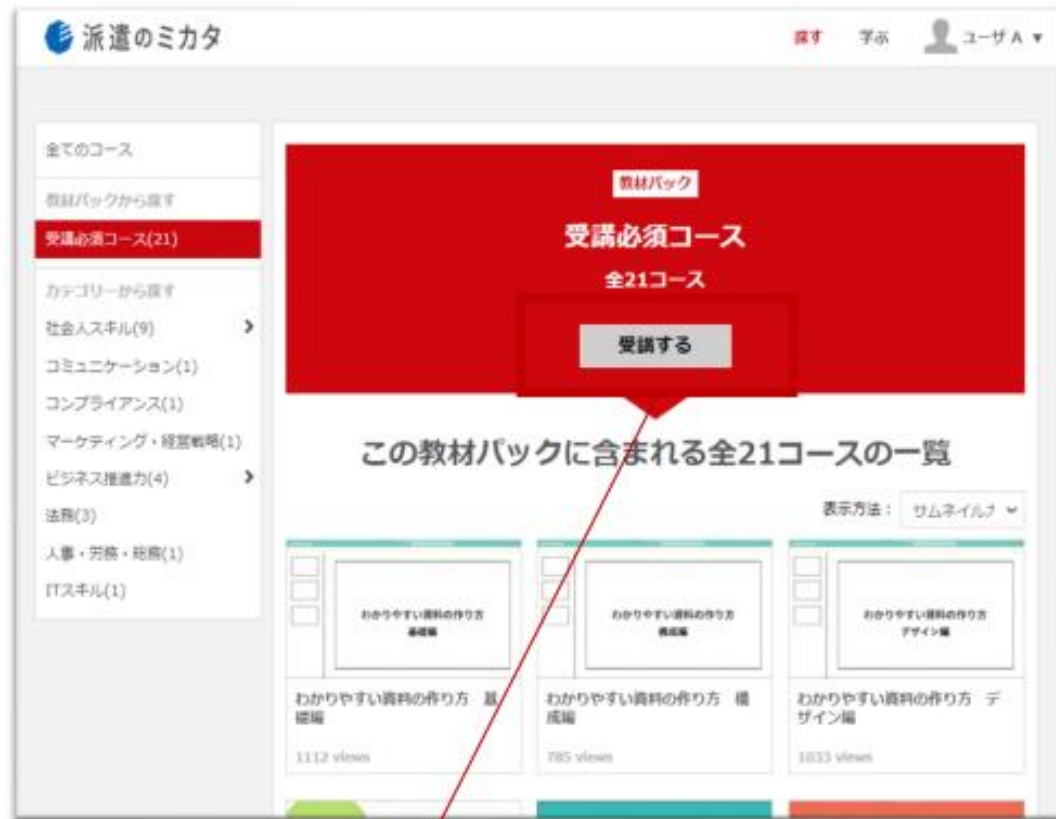 派遣のミカタ
探す 学ぶ ユーザ A ▼
全てのコース
教材パックから探す
受講必須コース(21)
カテゴリーから探す
社会人スキル(9)
コミュニケーション(1)
コンプライアンス(1)
マーケティング・経営戦略(1)
ビジネス推進力(4)
法務(3)
人事・労務・総務(1)
ITスキル(1)
教材パック
受講必須コース
全21コース
受講する
この教材パックに含まれる全21コースの一覧
表示方法：
わかりやすい資料の作り方
基礎編
わかりやすい資料の作り方 基
礎編
1112 views
わかりやすい資料の作り方
構成編
わかりやすい資料の作り方 構
成編
785 views
わかりやすい資料の作り方
デザイン編
わかりやすい資料の作り方 デ
ザイン編
1033 views